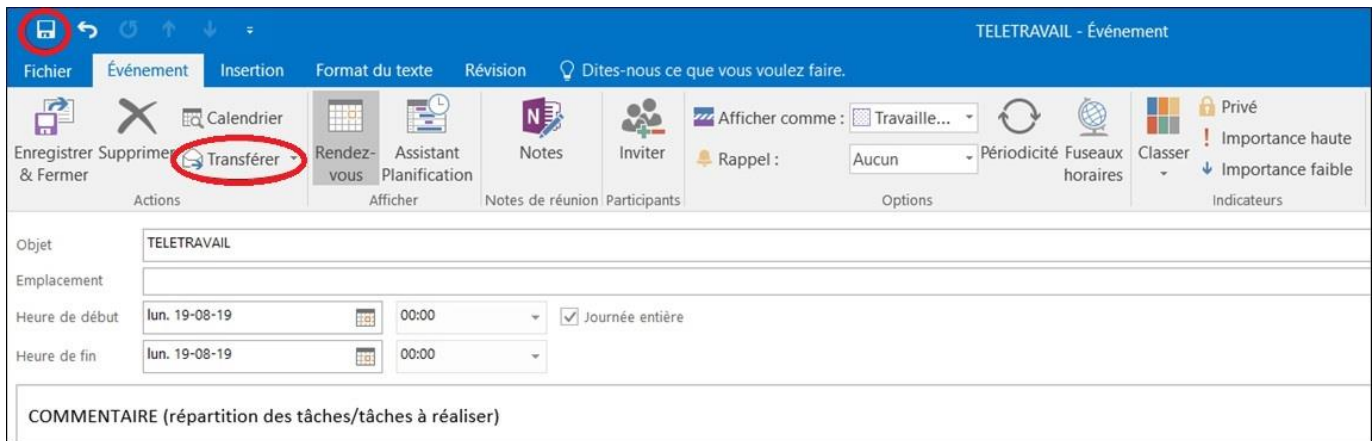 TELETRAVAIL - Événement
Fichier Événement Insertion Format du texte Révision Dites-nous ce que vous voulez faire.
Enregistrer & Fermer
Supprimer
Calendrier
Transférer
Actions
Rendez-vous
Assistant Planification
Afficher
Notes
Notes de réunion
Inviter
Participants
Afficher comme : Travaille...
Rappel : Aucun
Périodicité
Fuseaux horaires
Options
Classer
Privé
Importance haute
Importance faible
Indicateurs
Objet TELETRAVAIL
Emplacement
Heure de début lun. 19-08-19 00:00 Journée entière
Heure de fin lun. 19-08-19 00:00
COMMENTAIRE (répartition des tâches/tâches à réaliser)